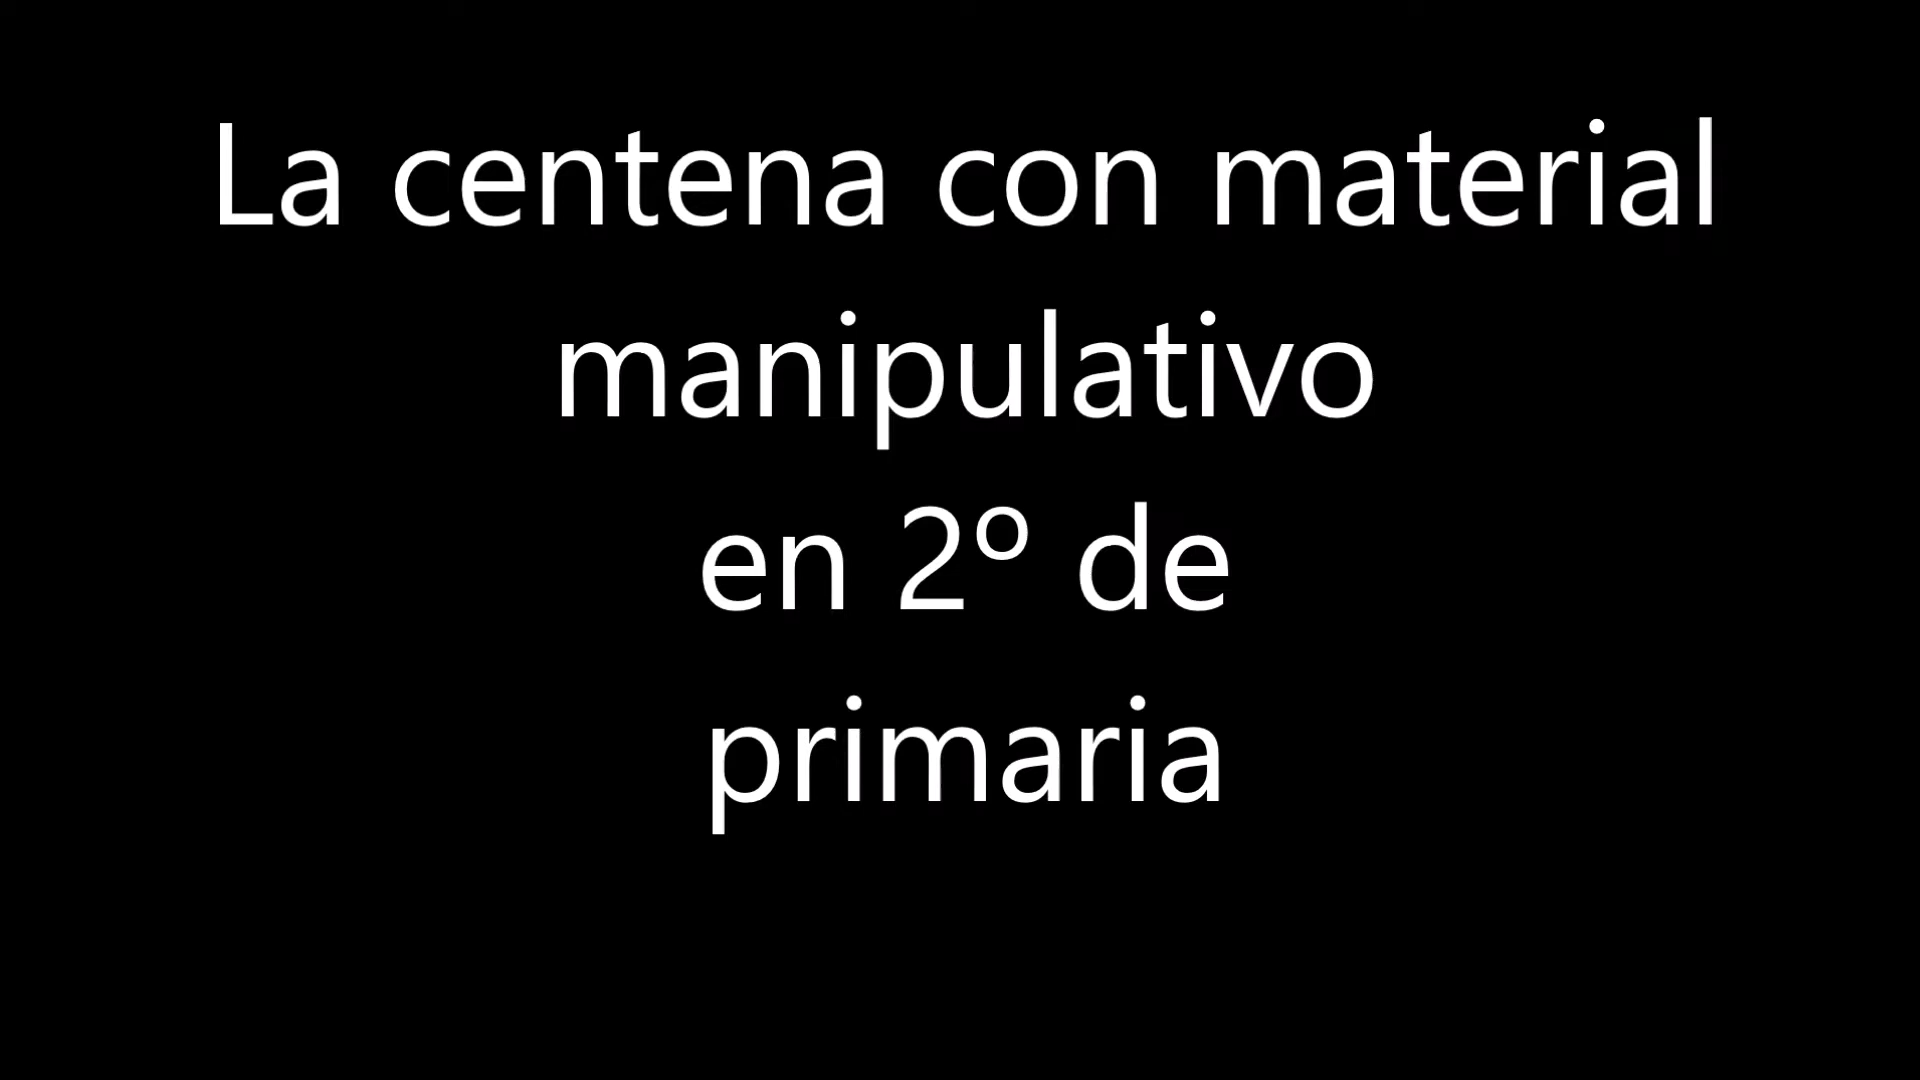 La centena con material
manipulativo
en 2º de
primaria